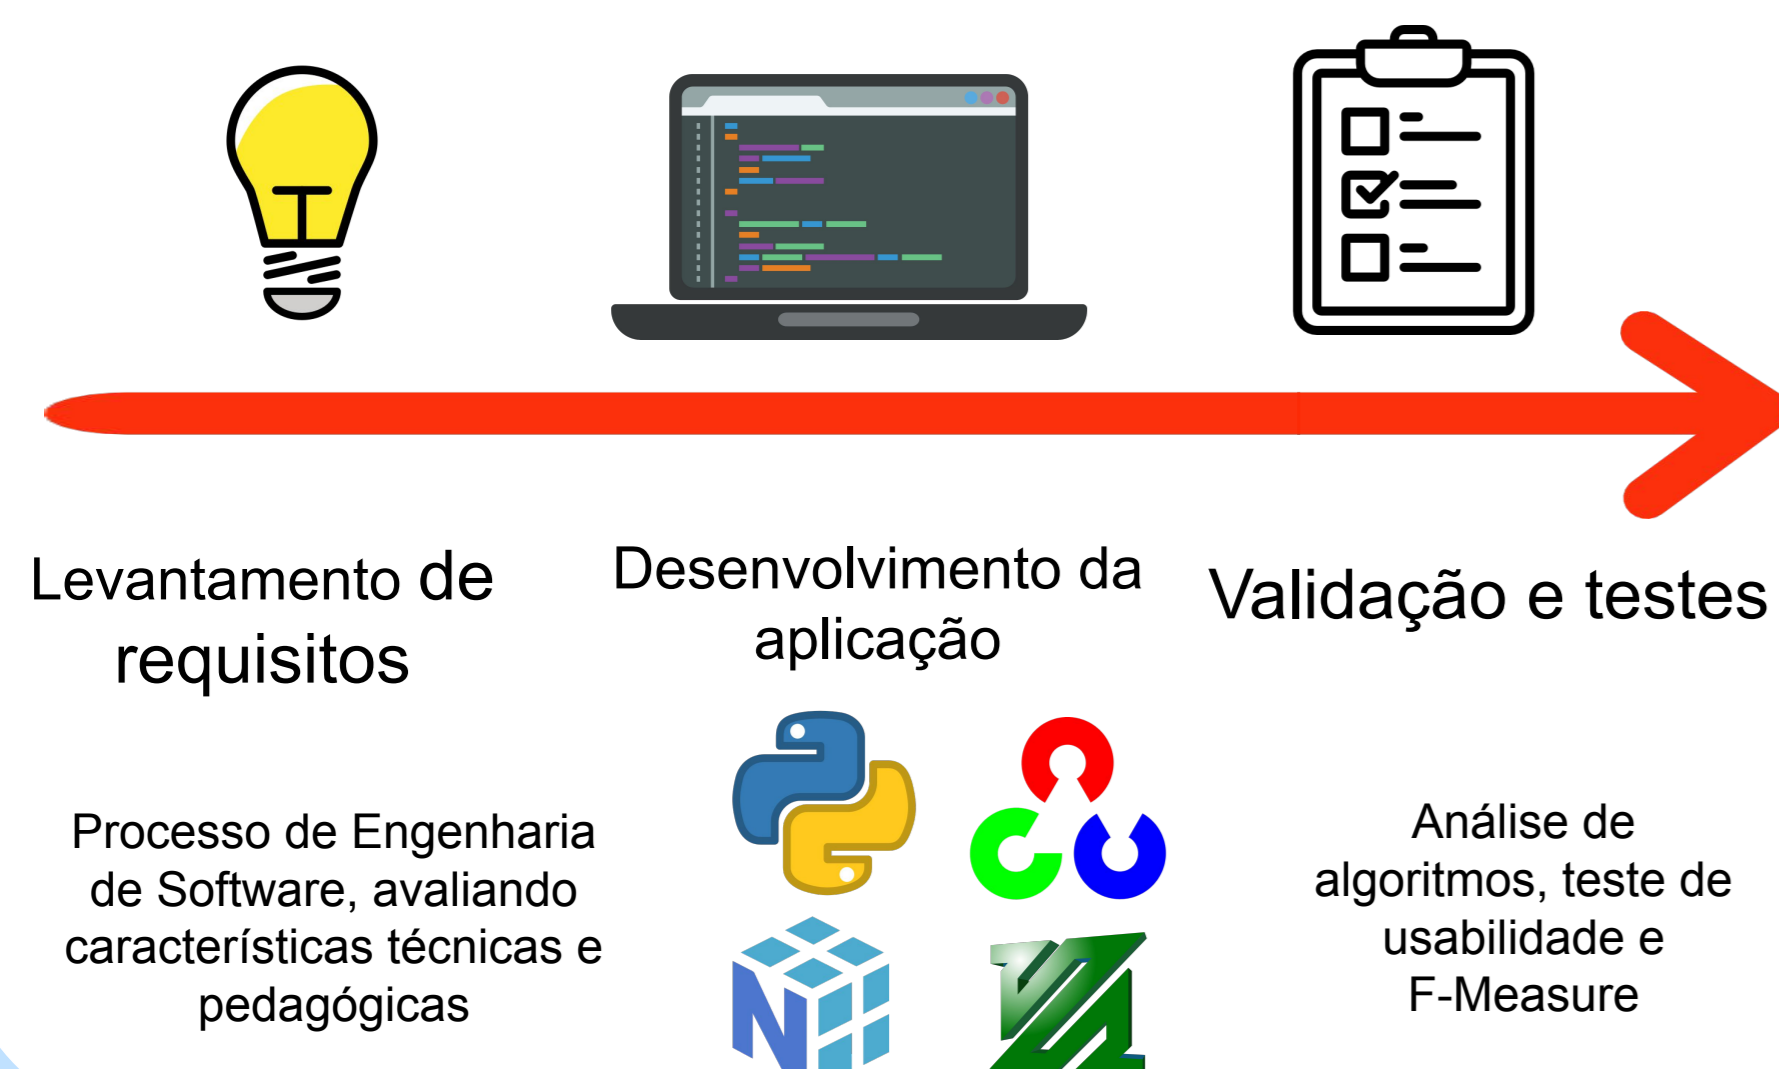 Levantamento de
requisitos
Processo de Engenharia
de Software, avaliando
características técnicas e
pedagógicas
Desenvolvimento da
aplicação
N
Validação e testes
Análise de
algoritmos, teste de
usabilidade e
F-Measure